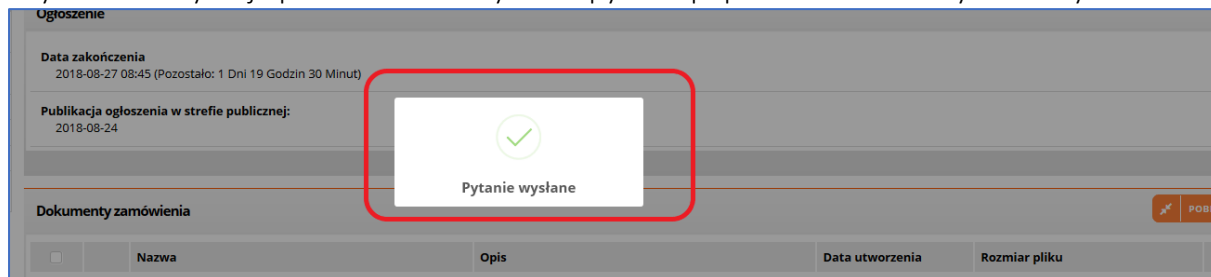 Ogłoszenie
Data zakończenia
2018-08-27 08:45 (Pozostało: 1 Dni 19 Godzin 30 Minut)
Publikacja ogłoszenia w strefie publicznej:
2018-08-24
Pytanie wysłane
Dokumenty zamówienia
Nazwa Opis Data utworzenia Rozmiar pliku